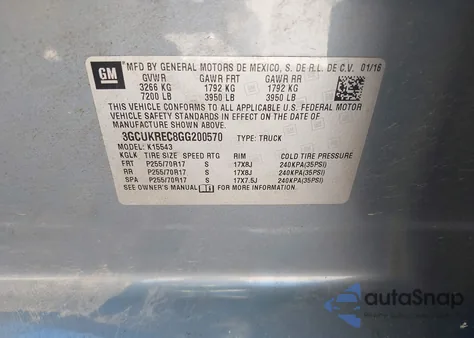 GM
MFD BY GENERAL MOTORS DE MEXICO, S. DE R.L. DE C.V. 01/16
GVWR GAWR FRT GAWR RR
3266 KG 1792 KG 1792 KG
7200 LB 3950 LB 3950 LB
THIS VEHICLE CONFORMS TO ALL APPLICABLE U.S. FEDERAL MOTOR
VEHICLE SAFETY STANDARDS IN EFFECT ON THE DATE OF
MANUFACTURE SHOWN ABOVE.
3GCUKREC8GG200570 TYPE: TRUCK
MODEL: K15543
KGLK TIRE SIZE SPEED RTG RIM COLD TIRE PRESSURE
FRT P255/70R17 S 17X8J 240KPA(35PSI)
RR P255/70R17 S 17X8J 240KPA(35PSI)
SPA P255/70R17 S 17X7.5J 240KPA(35PSI)
SEE OWNER'S MANUAL
autoSnap